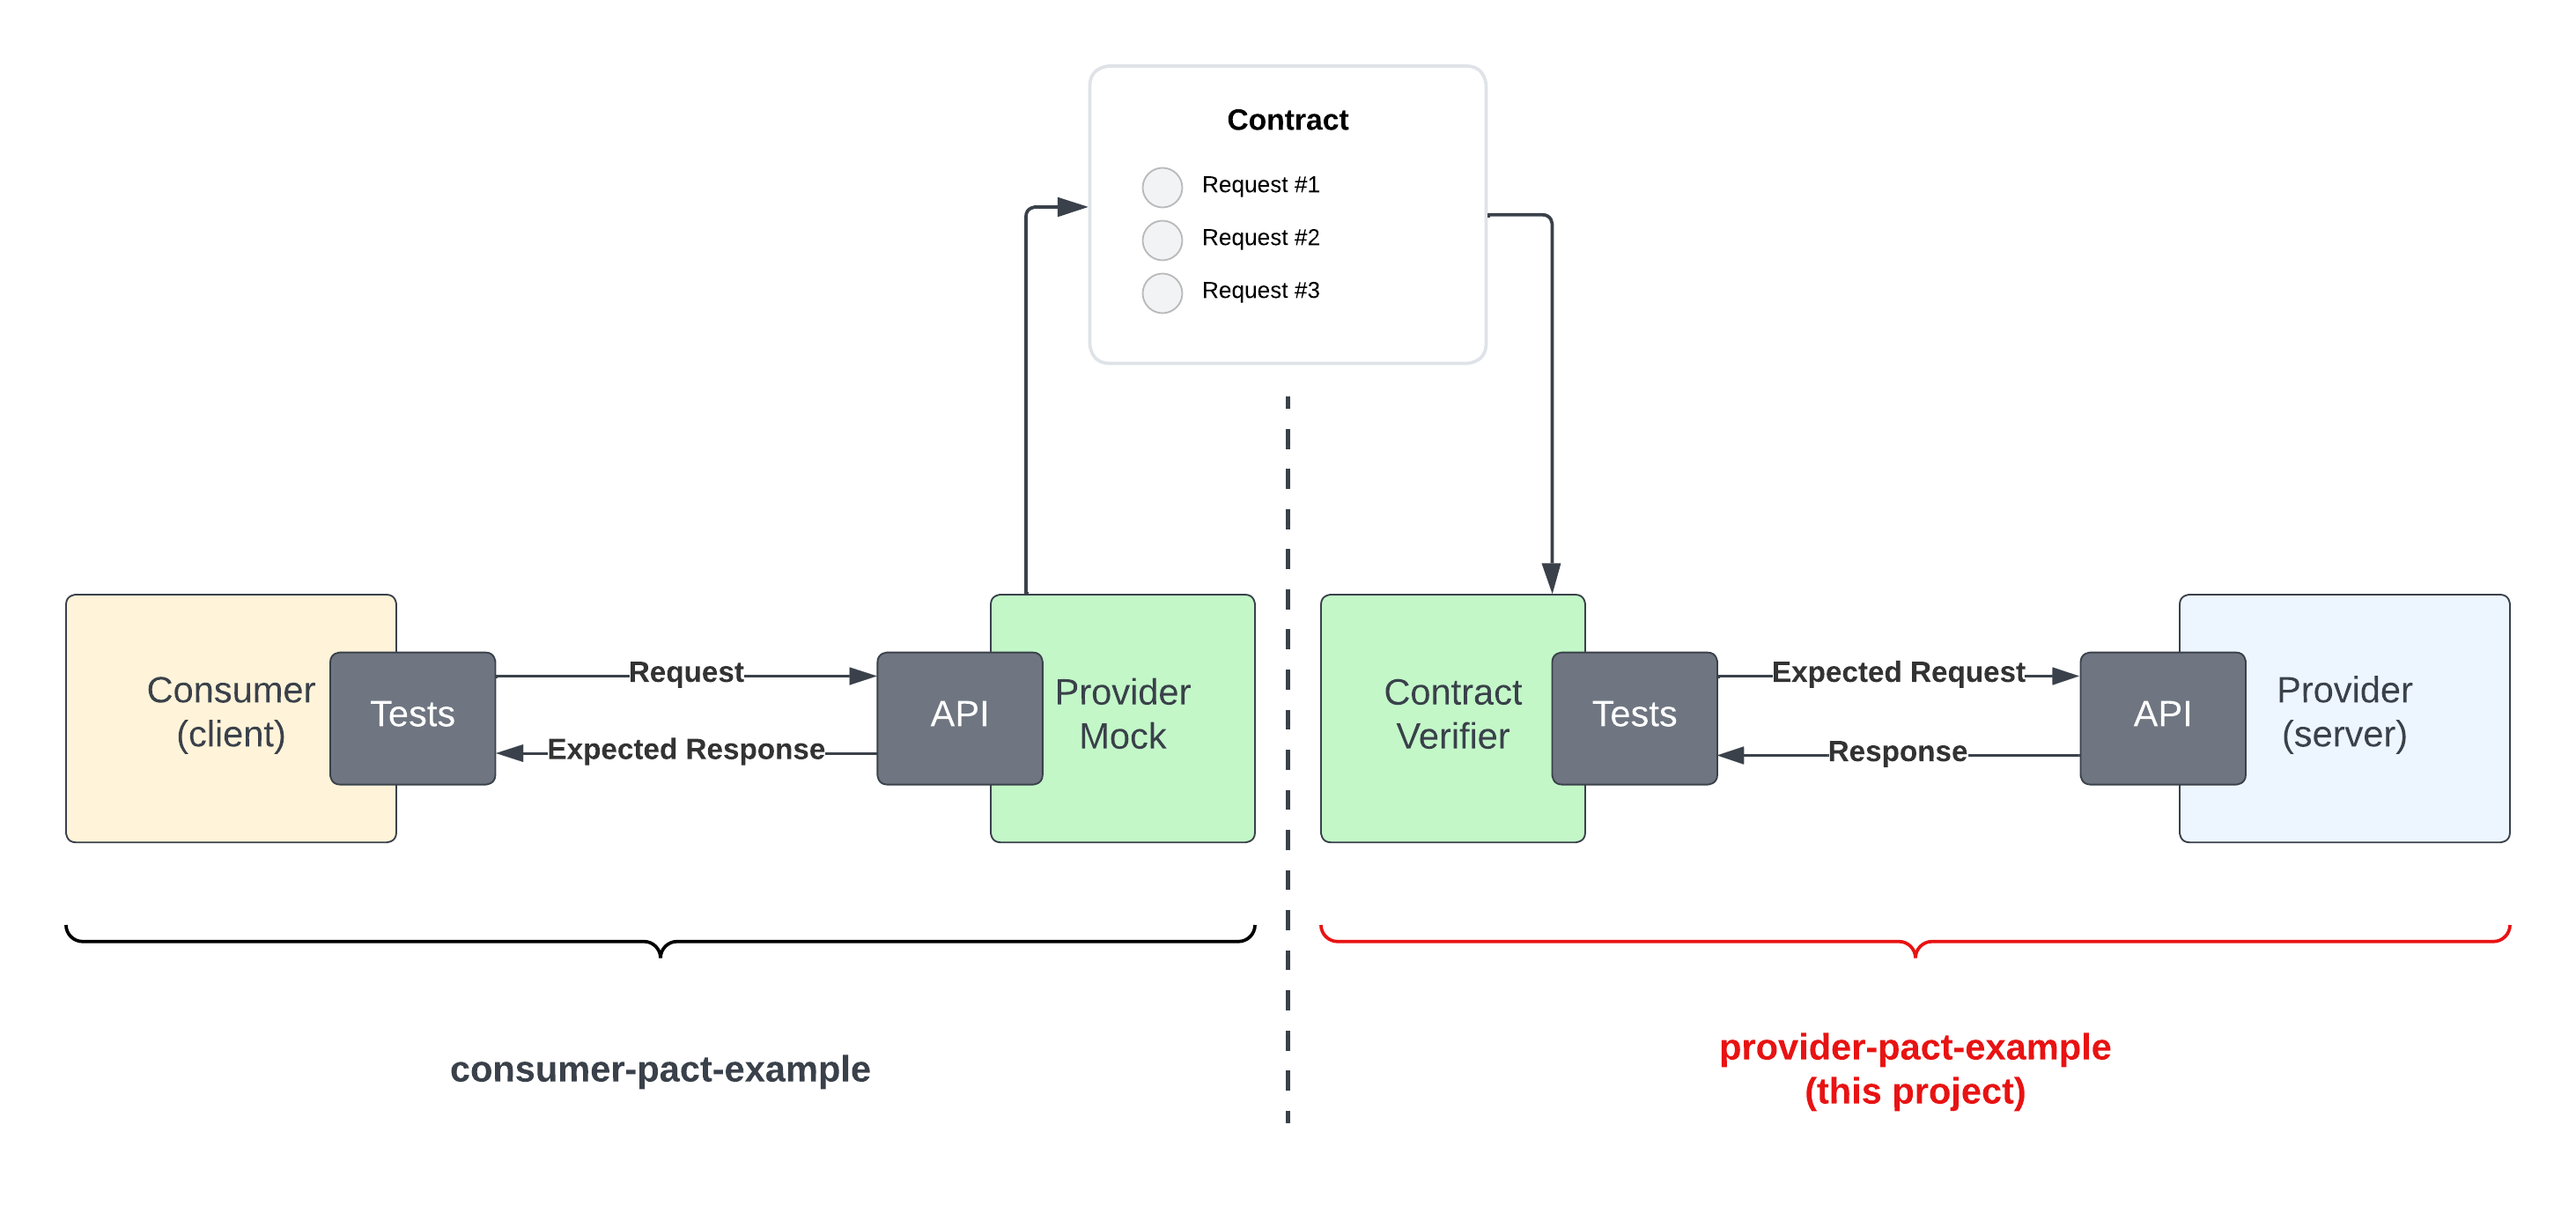 Contract
Request #1
Request #2
Request #3
Consumer
(client)
Tests
Request
Expected Response
API
Provider
Mock
Contract
Verifier
Tests
Expected Request
Response
API
Provider
(server)
consumer-pact-example
provider-pact-example
(this project)